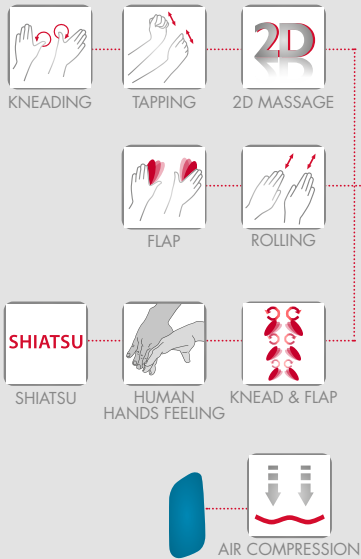 2D
KNEADING
TAPPING
2D MASSAGE
FLAP
ROLLING
SHIATSU
SHIATSU
HUMAN
HANDS FEELING
KNEAD & FLAP
AIR COMPRESSION